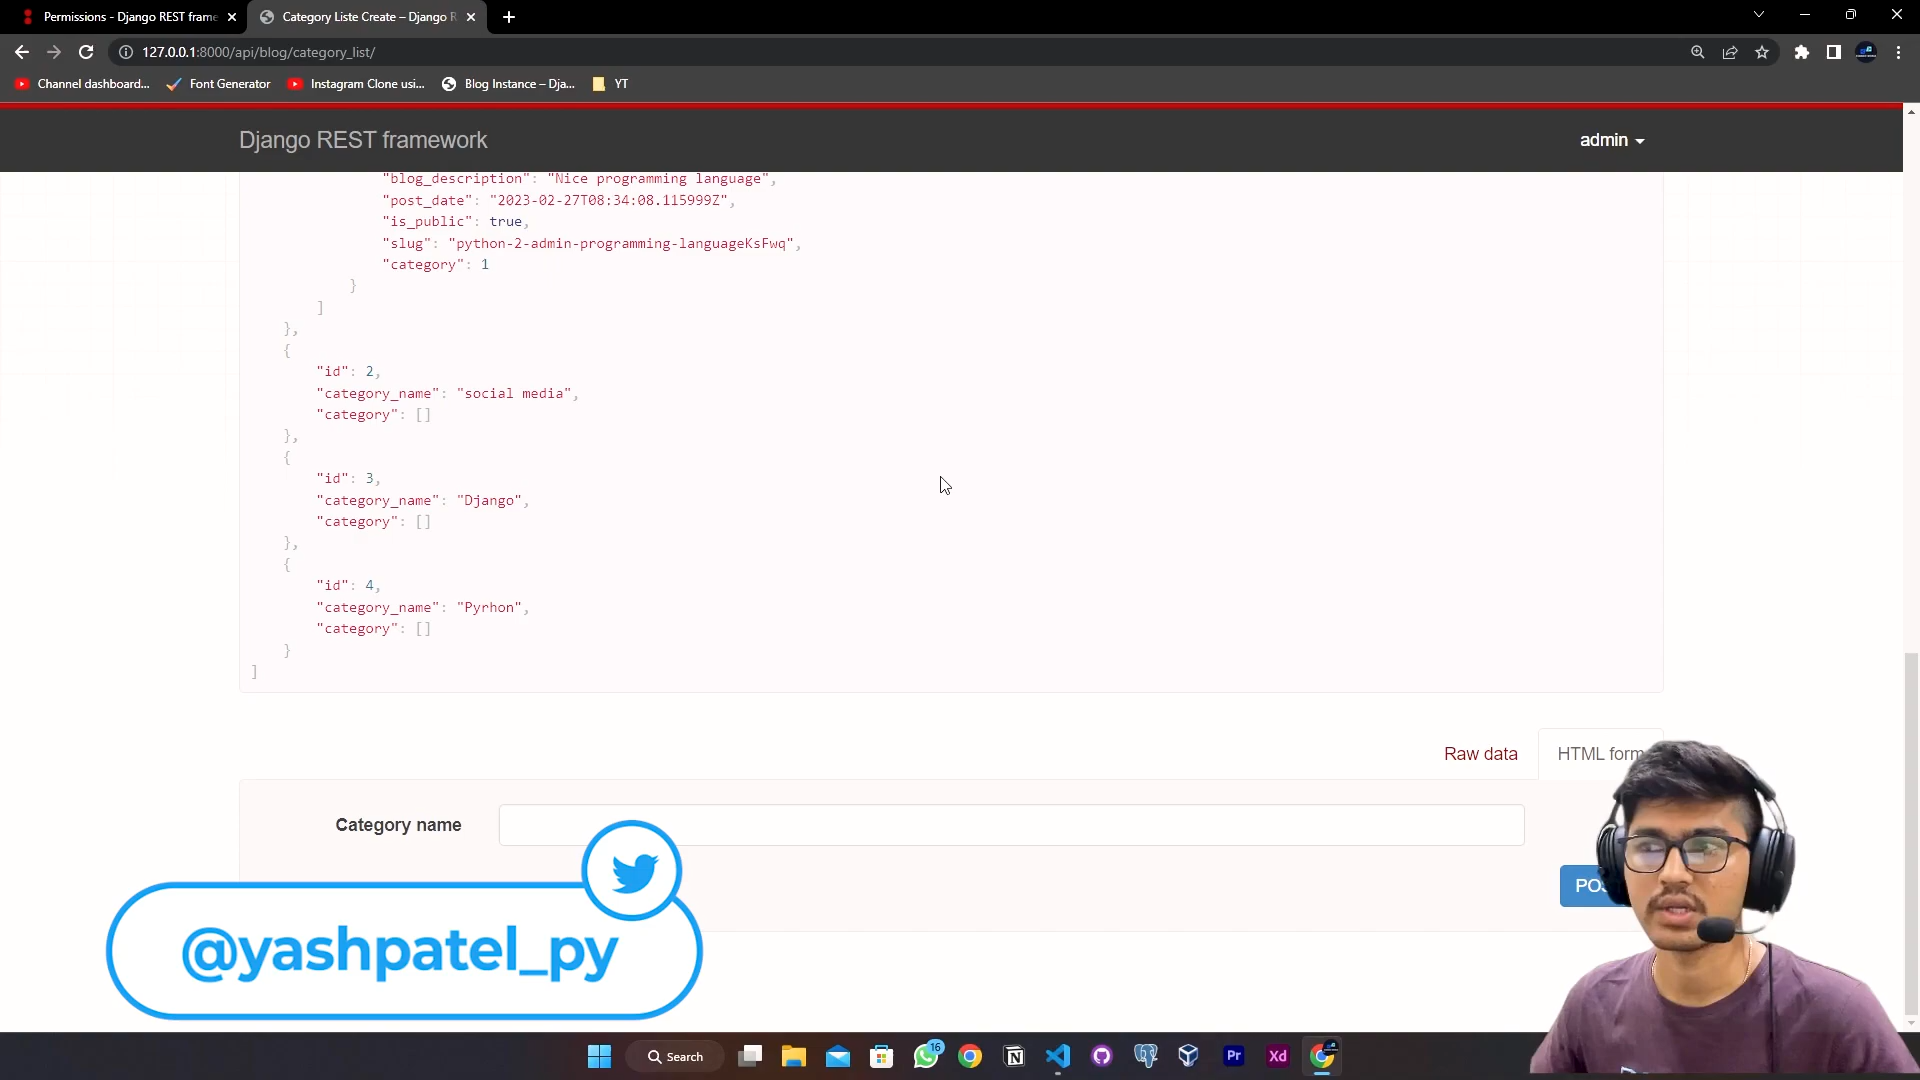 Permissions - Django REST frame
Category Liste Create – Django R
127.0.0.1:8000/api/blog/category_list/
Channel dashboard...
Font Generator
Instagram Clone usi...
Blog Instance – Dja...
YT
Django REST framework
admin
"blog_description": "Nice programming language",
"post_date": "2023-02-27T08:34:08.115999Z",
"is_public": true,
"slug": "python-2-admin-programming-languageKsFwq",
"category": 1
}
]
},
{
"id": 2,
"category_name": "social media",
"category": []
},
{
"id": 3,
"category_name": "Django",
"category": []
},
{
"id": 4,
"category_name": "Pyrhon",
"category": []
}
]
Raw data
HTML form
Category name
POS
@yashpatel_py
Search
16
Pr
Xd